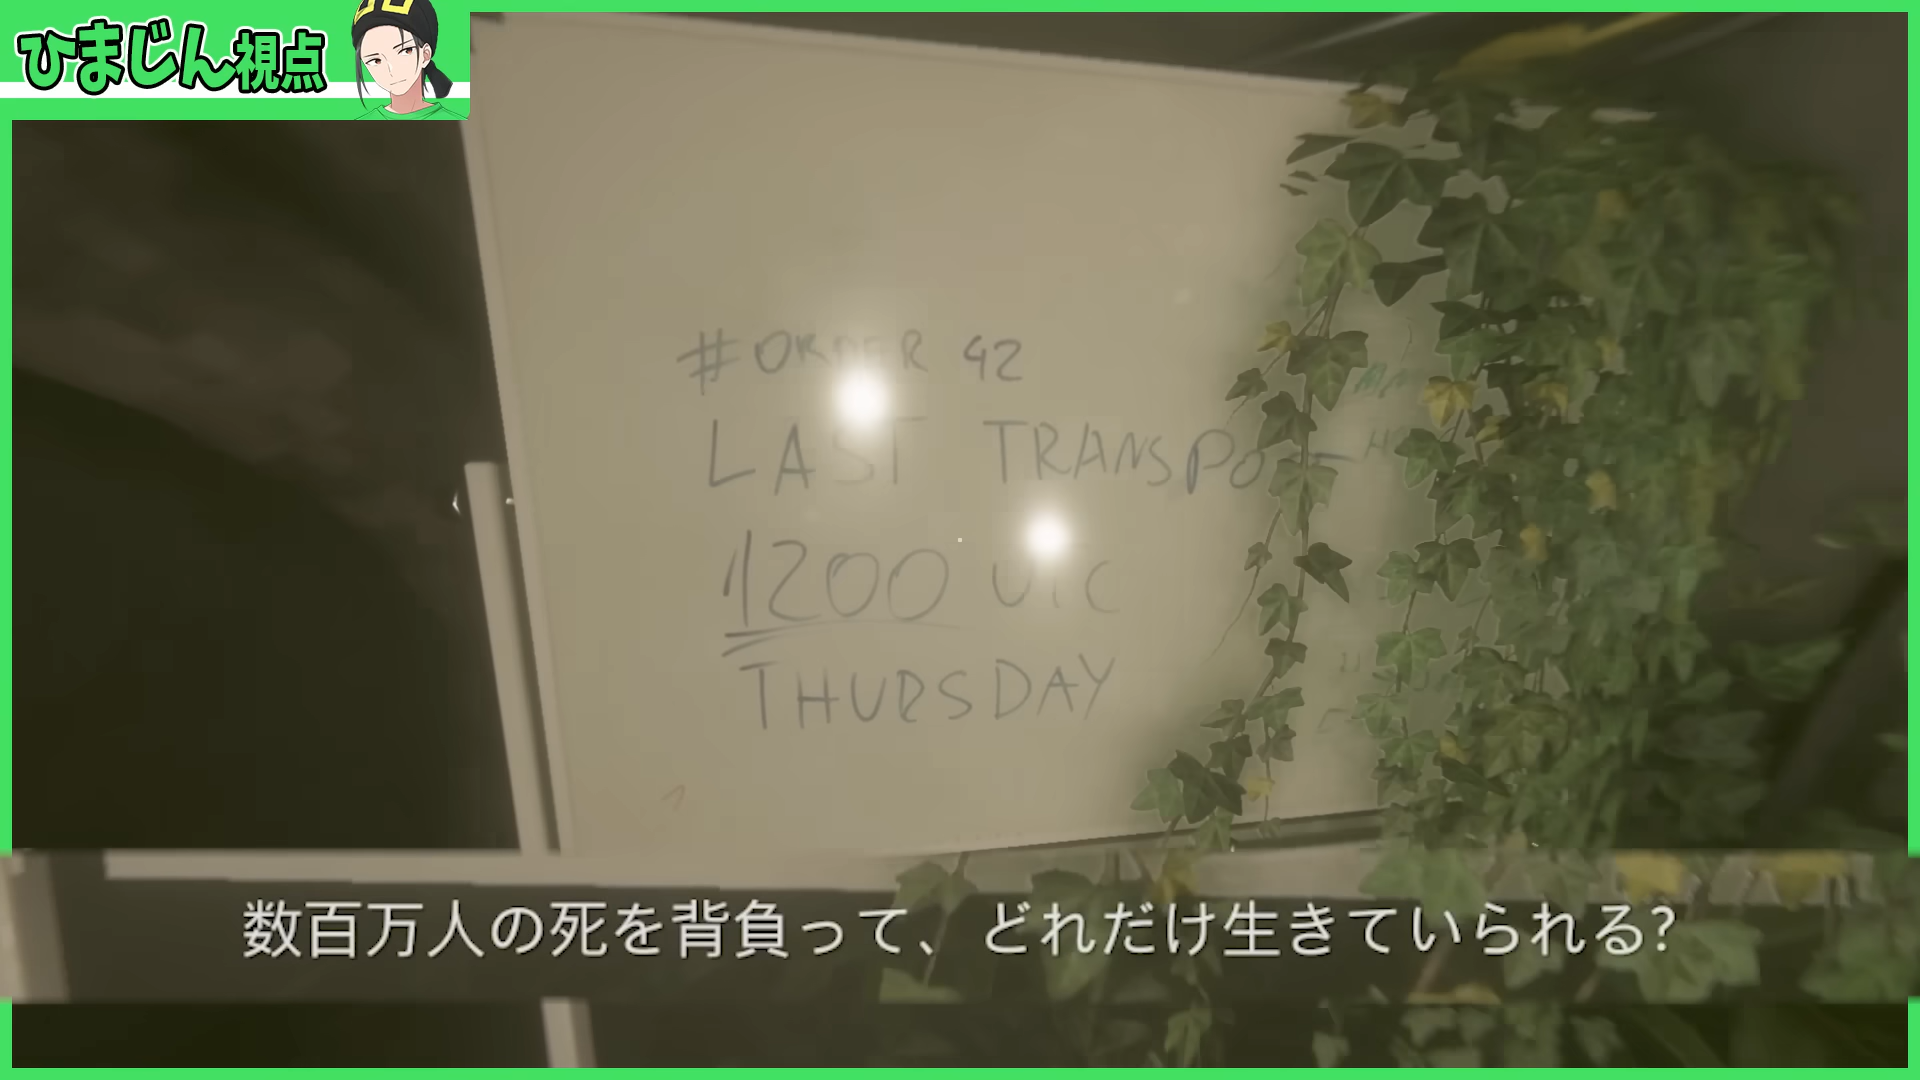 ひまじん視点
#ORDER 42
LAST TRANSPO
1200 UTC
THURSDAY
数百万人の死を背負って、どれだけ生きていられる?